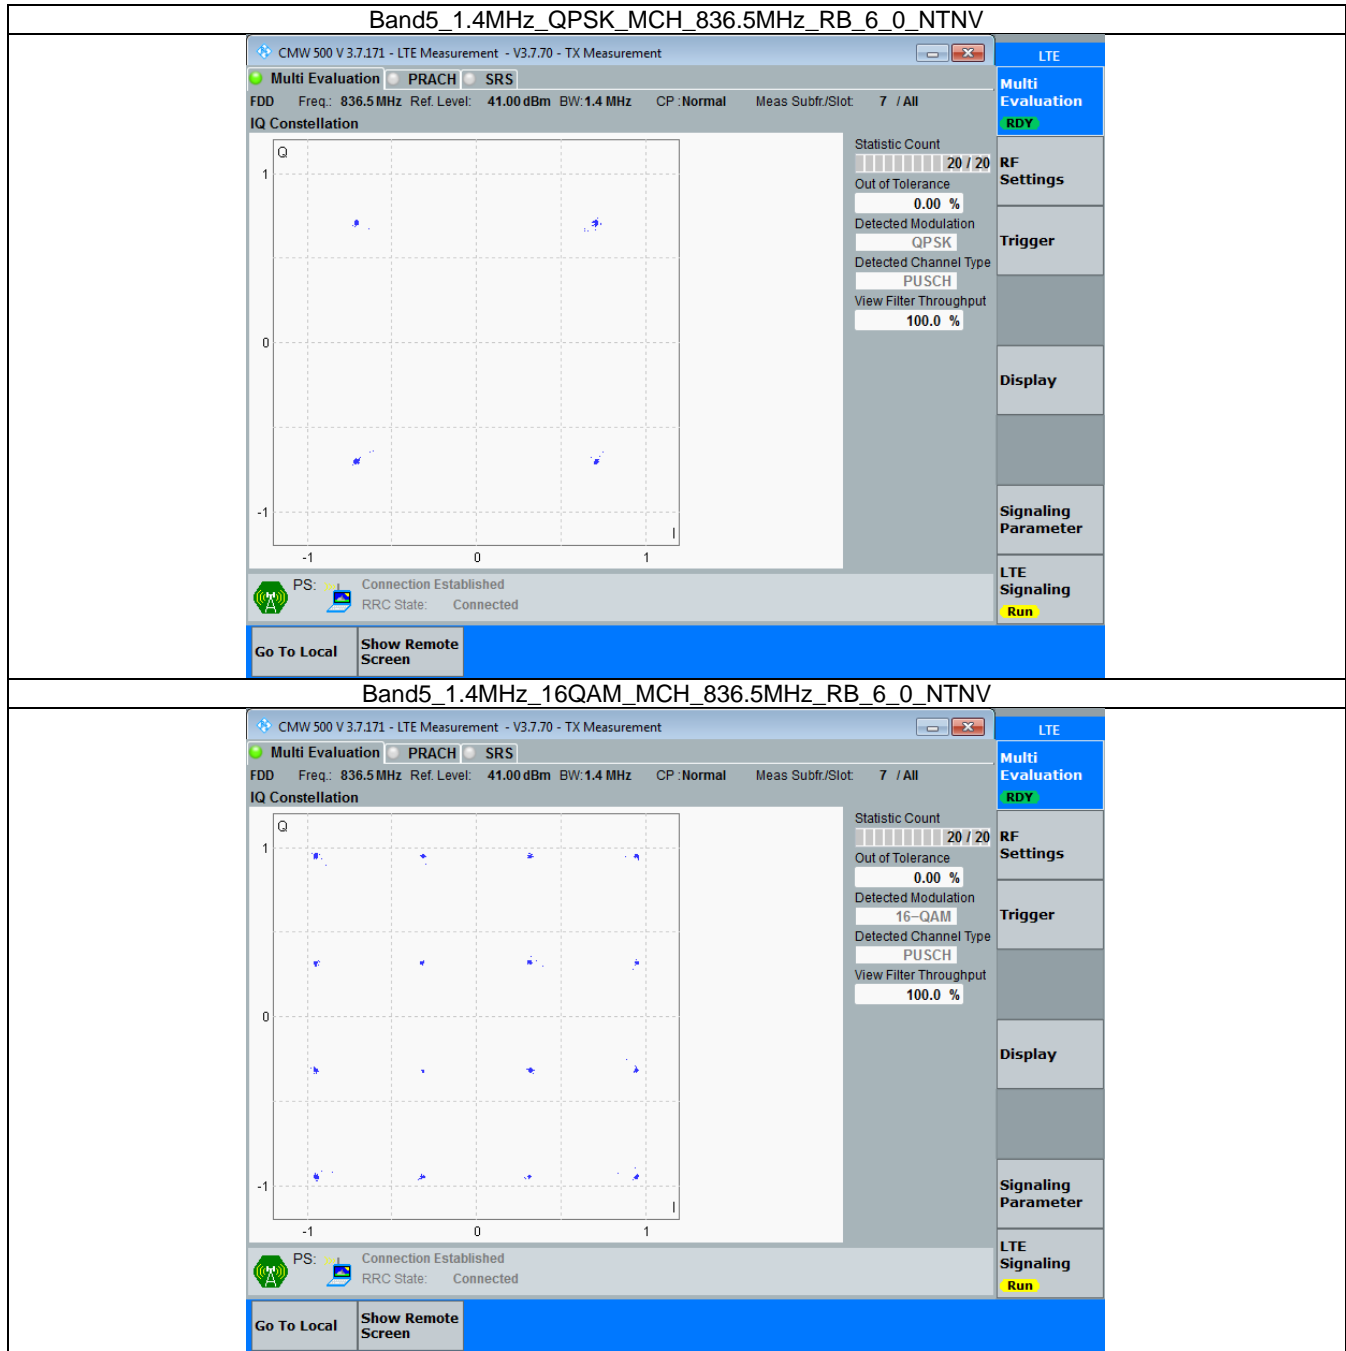 Band5_1.4MHz_QPSK_MCH_836.5MHz_RB_6_0_NTNV
CMW 500 V 3.7.171 - LTE Measurement - V3.7.70 - TX Measurement
LTE
Multi Evaluation PRACH SRS
Multi
Evaluation
RDY
FDD Freq.: 836.5 MHz Ref. Level: 41.00 dBm BW: 1.4 MHz CP : Normal Meas Subfr./Slot: 7 / All
IQ Constellation
Q
1
0
-1
I
-1 0 1
Statistic Count
20 / 20
Out of Tolerance
0.00 %
Detected Modulation
QPSK
Detected Channel Type
PUSCH
View Filter Throughput
100.0 %
RF
Settings
Trigger
Display
Signaling
Parameter
LTE
Signaling
Run
PS: Connection Established
RRC State: Connected
Go To Local
Show Remote
Screen
Band5_1.4MHz_16QAM_MCH_836.5MHz_RB_6_0_NTNV
CMW 500 V 3.7.171 - LTE Measurement - V3.7.70 - TX Measurement
LTE
Multi Evaluation PRACH SRS
Multi
Evaluation
RDY
FDD Freq.: 836.5 MHz Ref. Level: 41.00 dBm BW: 1.4 MHz CP : Normal Meas Subfr./Slot: 7 / All
IQ Constellation
Q
1
0
-1
I
-1 0 1
Statistic Count
20 / 20
Out of Tolerance
0.00 %
Detected Modulation
16-QAM
Detected Channel Type
PUSCH
View Filter Throughput
100.0 %
RF
Settings
Trigger
Display
Signaling
Parameter
LTE
Signaling
Run
PS: Connection Established
RRC State: Connected
Go To Local
Show Remote
Screen